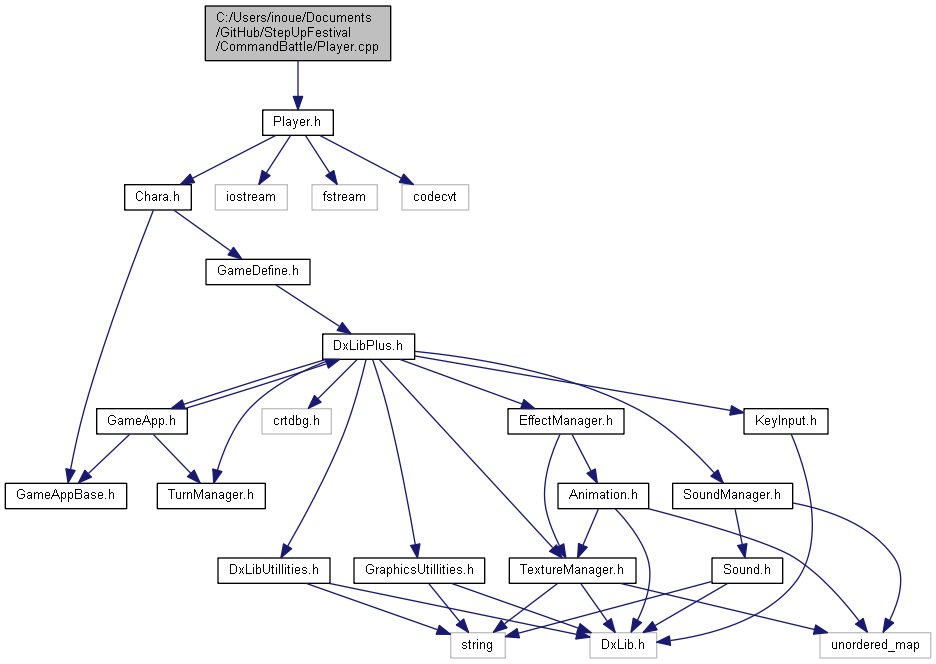 C:/Users/inoue/Documents
/GitHub/StepUpFestival
/CommandBattle/Player.cpp
Player.h
Chara.h
iostream
fstream
codecvt
GameDefine.h
DxLibPlus.h
GameApp.h
crtdbg.h
EffectManager.h
KeyInput.h
GameAppBase.h
TurnManager.h
Animation.h
SoundManager.h
DxLibUtillities.h
GraphicsUtillities.h
TextureManager.h
Sound.h
string
DxLib.h
unordered_map